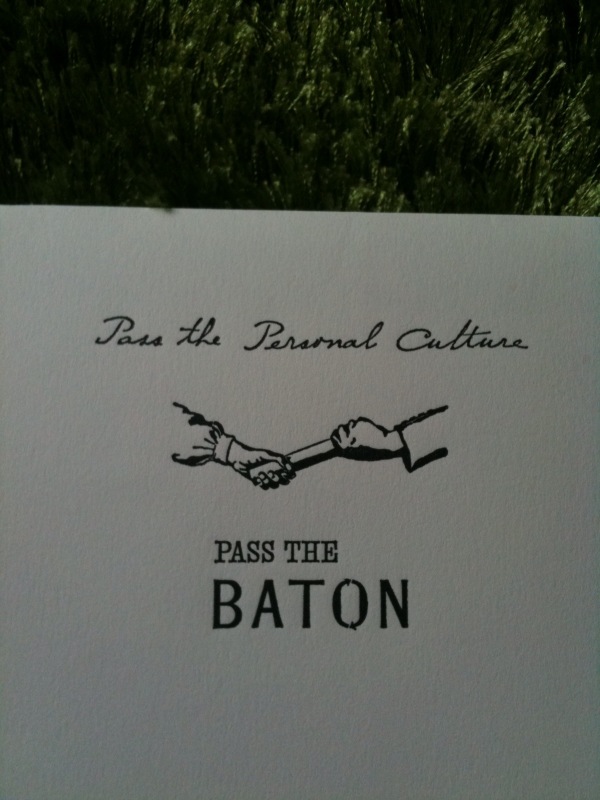 Pass the Personal Culture
PASS THE
BATON